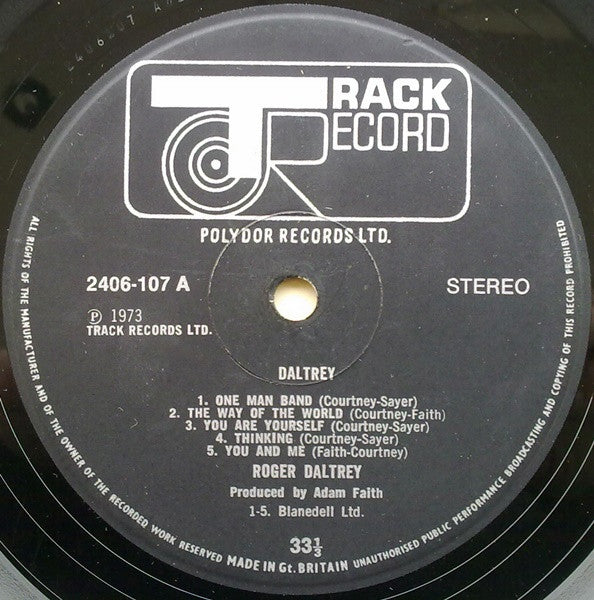 TRACK
RECORD
POLYDOR RECORDS LTD.
2406-107 A
STEREO
℗ 1973
TRACK RECORDS LTD.
DALTREY
1. ONE MAN BAND (Courtney-Sayer)
2. THE WAY OF THE WORLD (Courtney-Faith)
3. YOU ARE YOURSELF (Courtney-Sayer)
4. THINKING (Courtney-Sayer)
5. YOU AND ME (Faith-Courtney)
ROGER DALTREY
Produced by Adam Faith
1-5. Blanedell Ltd.
33⅓
ALL RIGHTS OF THE MANUFACTURER AND OF THE OWNER OF THE RECORDED WORK RESERVED MADE IN Gt. BRITAIN UNAUTHORISED PUBLIC PERFORMANCE BROADCASTING AND COPYING OF THIS RECORD PROHIBITED